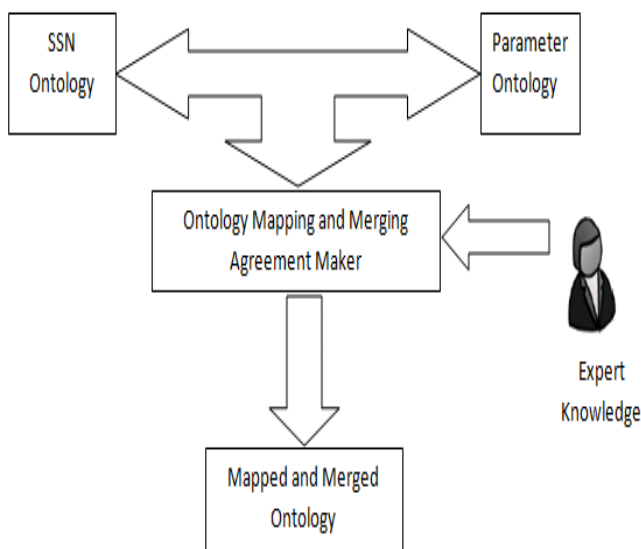 SSN
Ontology
Parameter
Ontology
Ontology Mapping and Merging
Agreement Maker
Expert
Knowledge
Mapped and Merged
Ontology